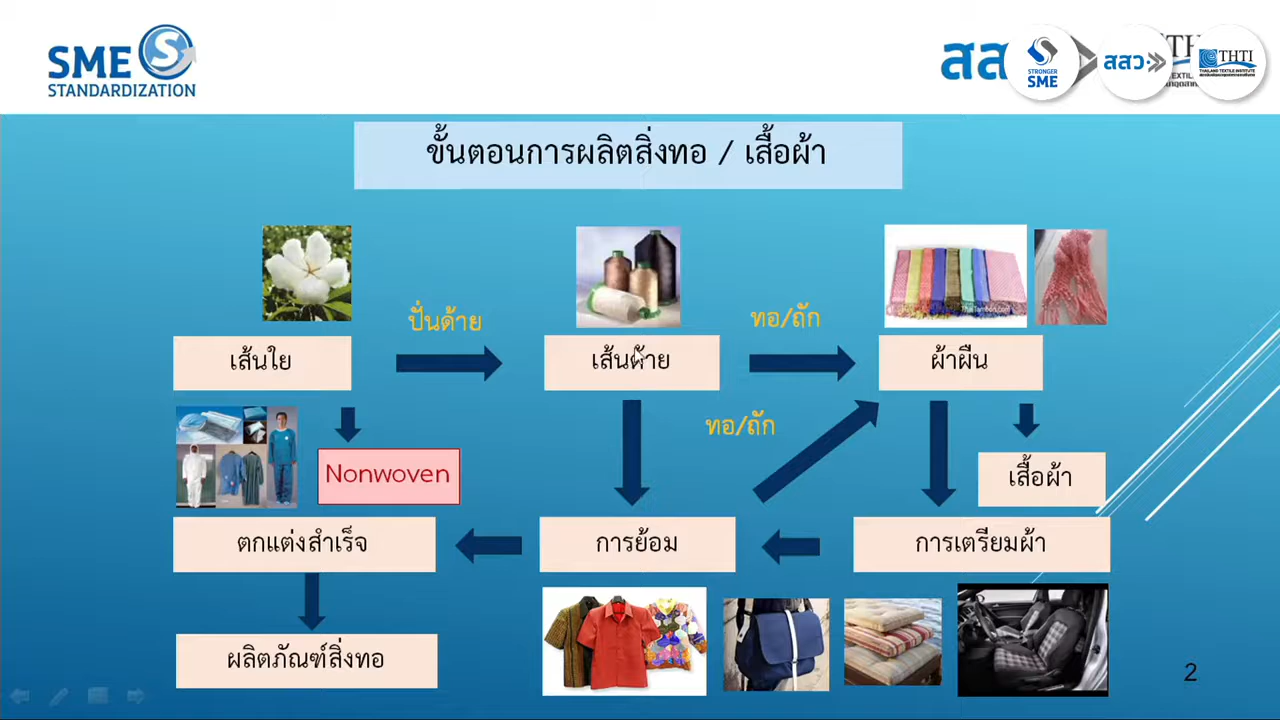 SME
STANDARDIZATION
สสว
STRONGER
SME
สสว
THTI
THAILAND TEXTILE INSTITUTE
ขั้นตอนการผลิตสิ่งทอ / เสื้อผ้า
ปั่นด้าย
ทอ/ถัก
เส้นใย
เส้นด้าย
ผ้าผืน
ทอ/ถัก
Nonwoven
เสื้อผ้า
ตกแต่งสำเร็จ
การย้อม
การเตรียมผ้า
ผลิตภัณฑ์สิ่งทอ
2